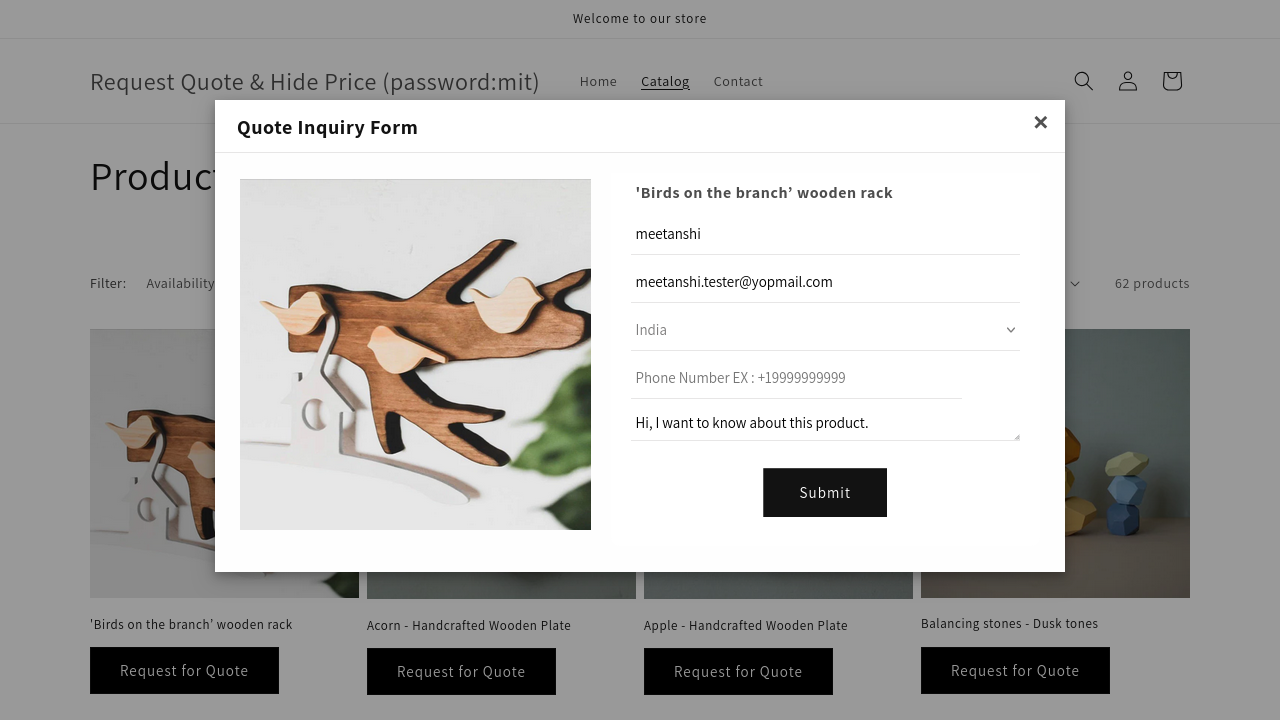 Welcome to our store
Request Quote & Hide Price (password:mit)
Home
Catalog
Contact
Quote Inquiry Form
×
Filter:
Availability
62 products
'Birds on the branch’ wooden rack
meetanshi
meetanshi.tester@yopmail.com
India
Phone Number EX : +19999999999
Hi, I want to know about this product.
Submit
'Birds on the branch’ wooden rack
Acorn - Handcrafted Wooden Plate
Apple - Handcrafted Wooden Plate
Balancing stones - Dusk tones
Request for Quote
Request for Quote
Request for Quote
Request for Quote